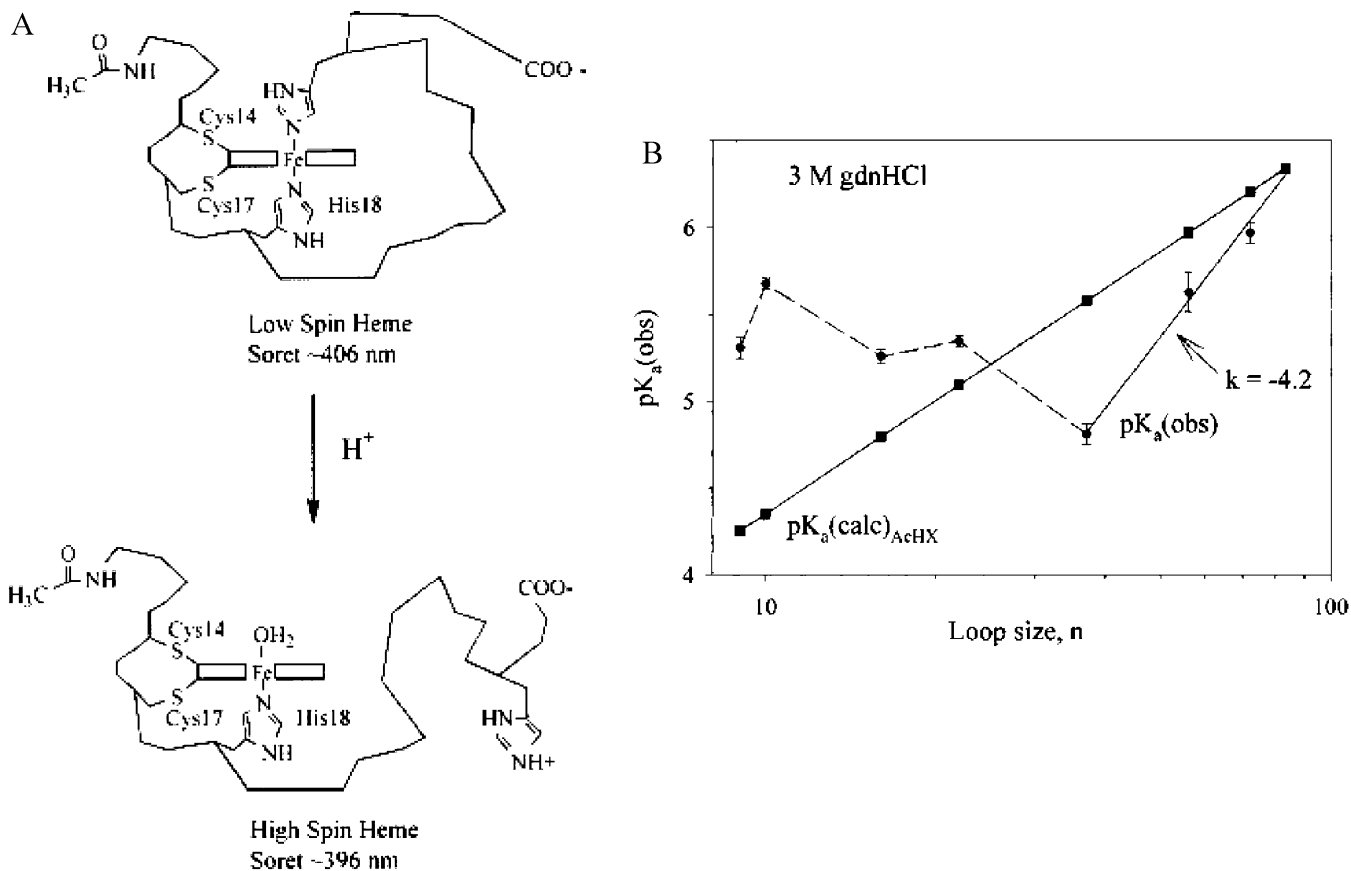 A
O
H₃C
NH
COO-
HN
N
Cys14
S
Fe
S
N
Cys17
His18
NH
Low Spin Heme
Soret ~406 nm
H⁺
O
H₃C
NH
COO-
Cys14
OH₂
S
Fe
S
N
Cys17
His18
HN
NH
NH+
High Spin Heme
Soret ~396 nm
B
3 M gdnHCl
6
5
4
pKₐ(obs)
k = -4.2
pKₐ(obs)
pKₐ(calc)AcHX
10
100
Loop size, n